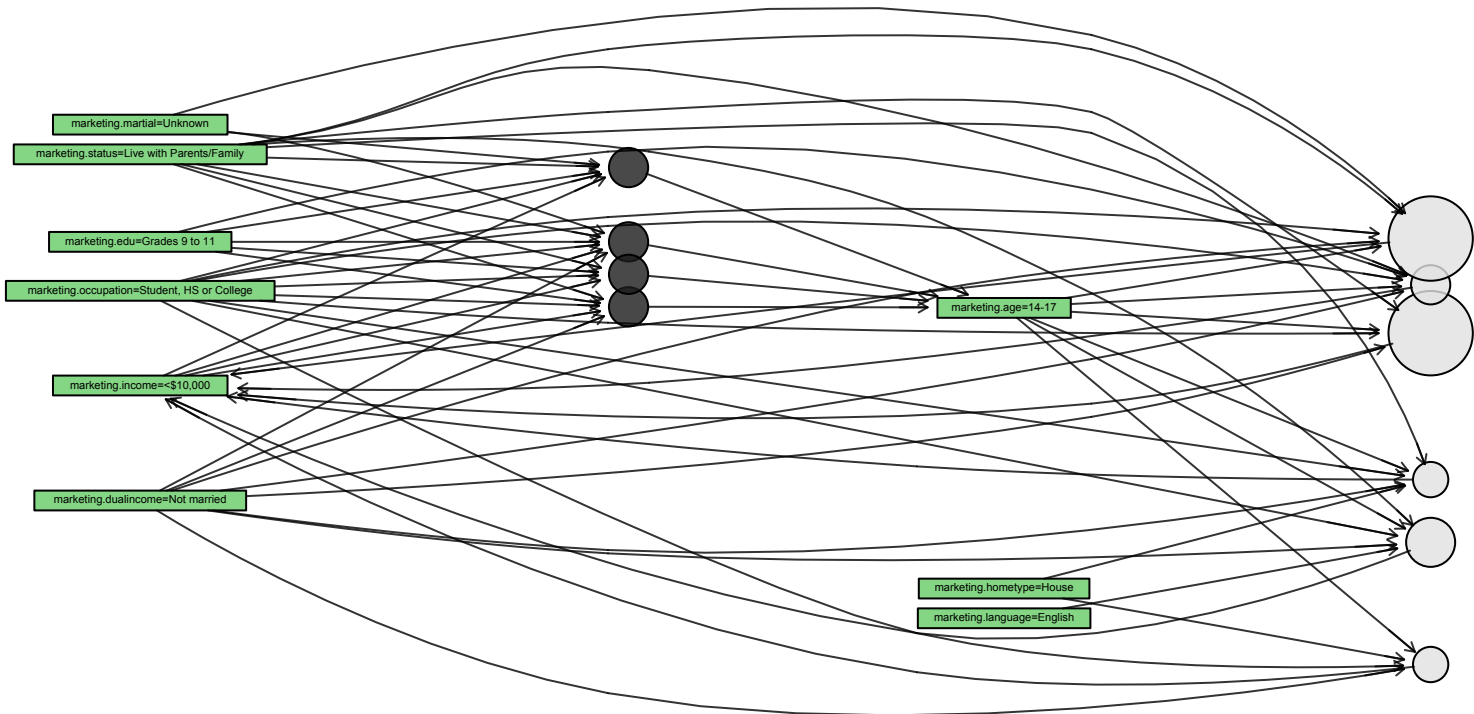 marketing.martial=Unknown
marketing.status=Live with Parents/Family
marketing.edu=Grades 9 to 11
marketing.occupation=Student, HS or College
marketing.age=14-17
marketing.income=<$10,000
marketing.dualincome=Not married
marketing.hometype=House
marketing.language=English